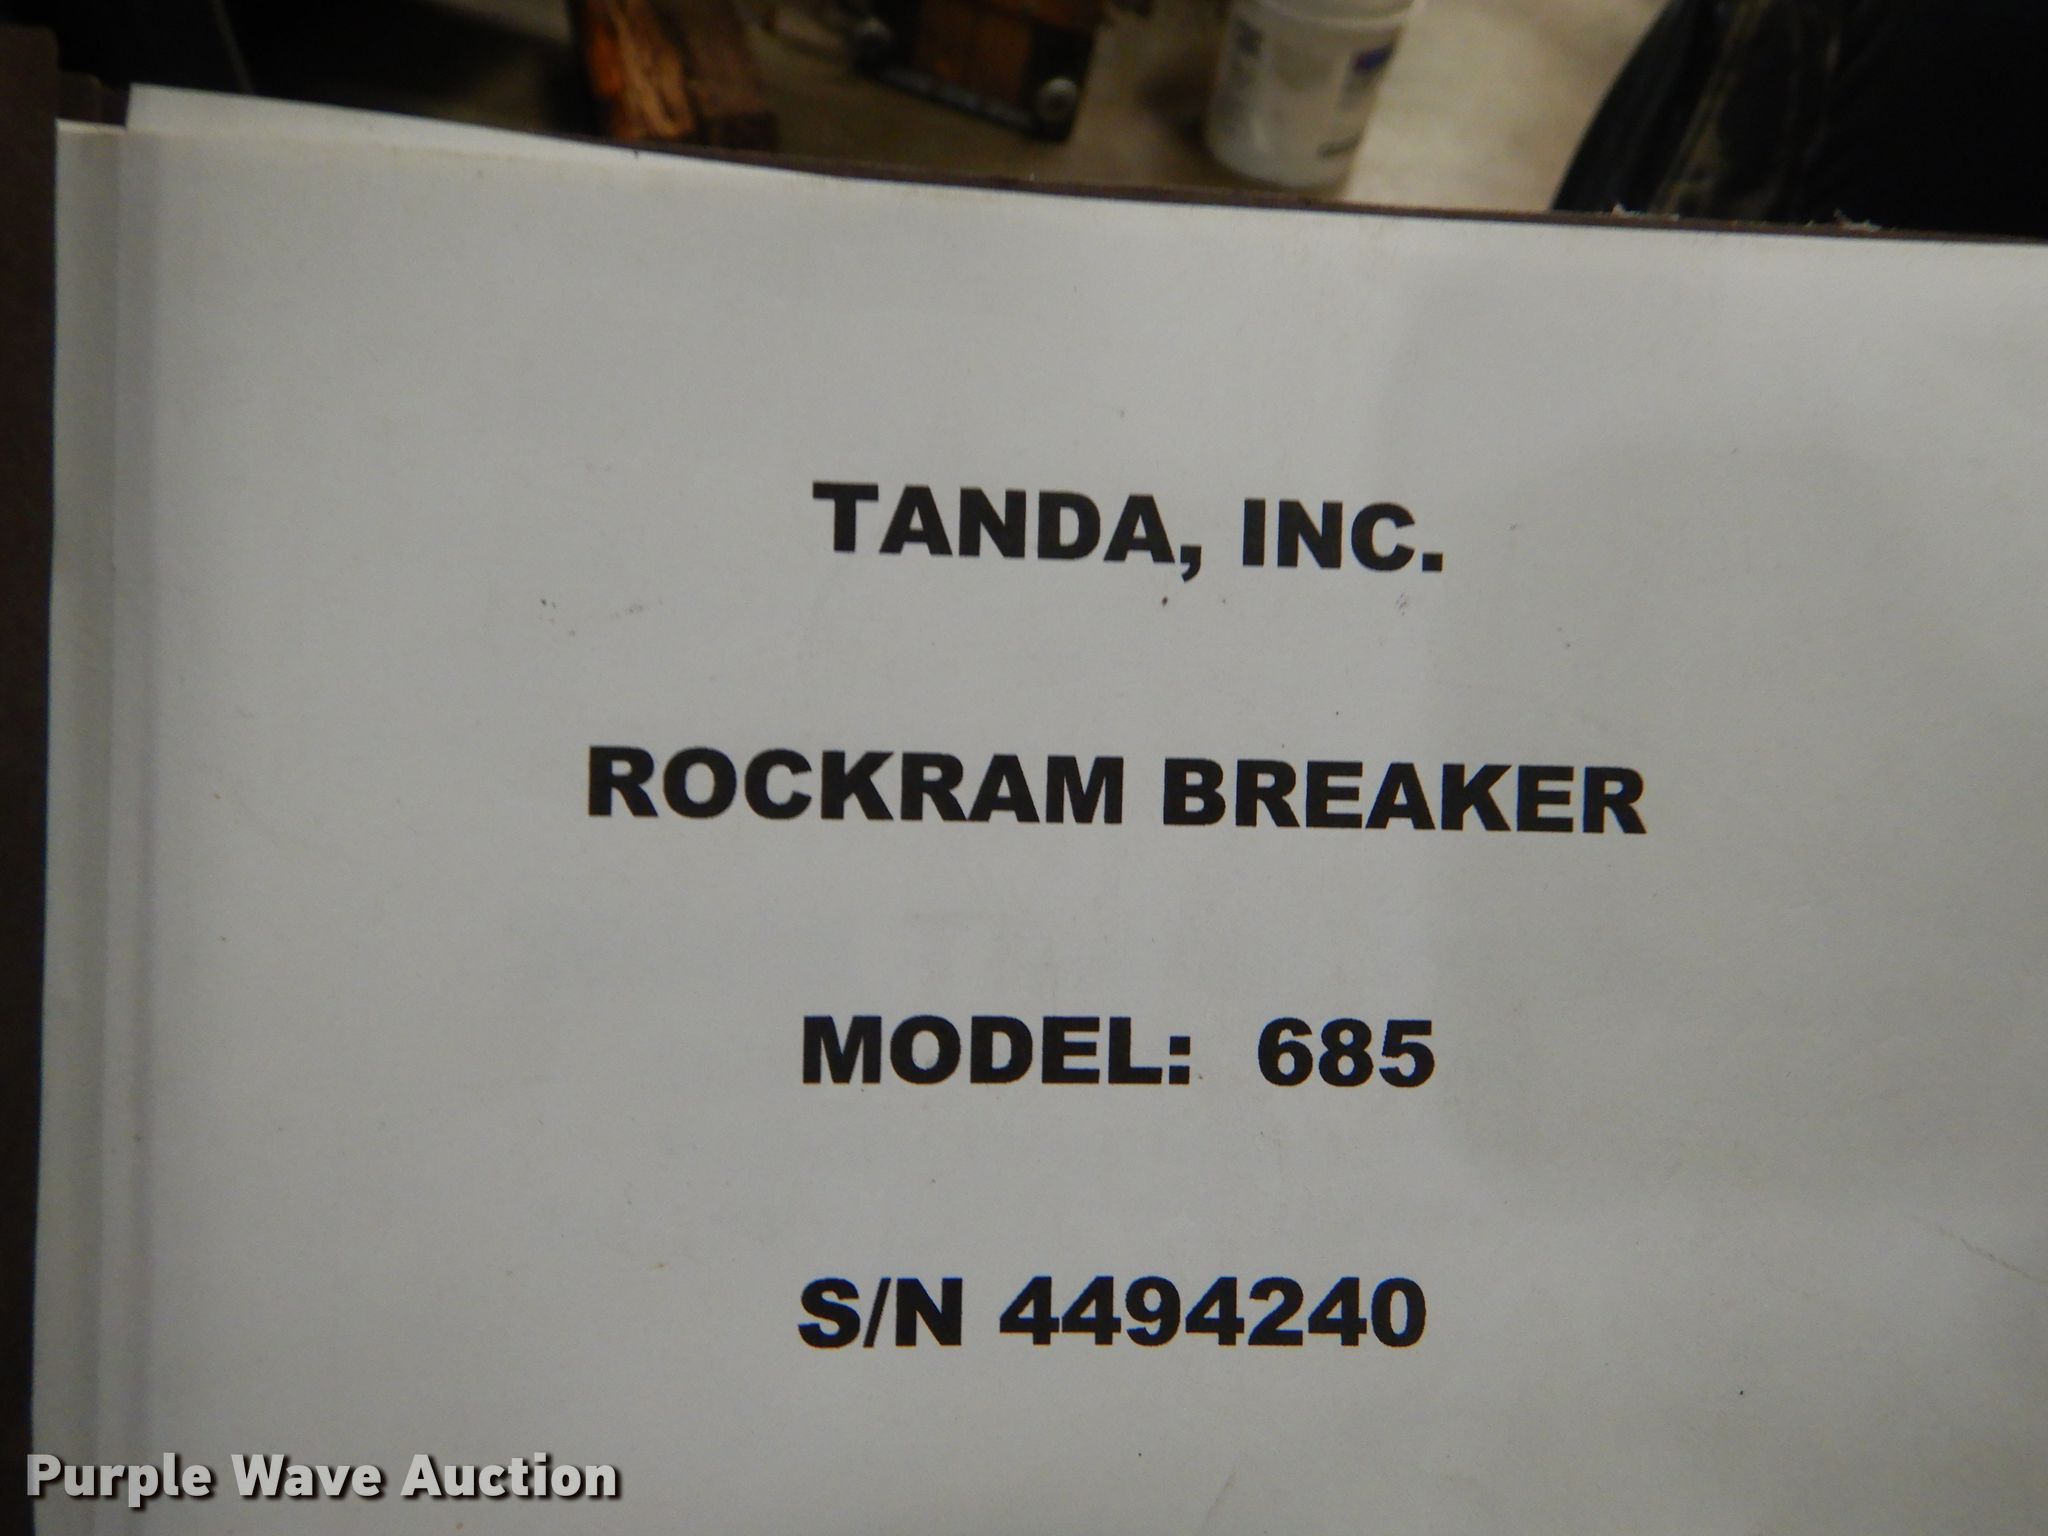 TANDA, INC.
ROCKRAM BREAKER
MODEL: 685
S/N 4494240
Purple Wave Auction